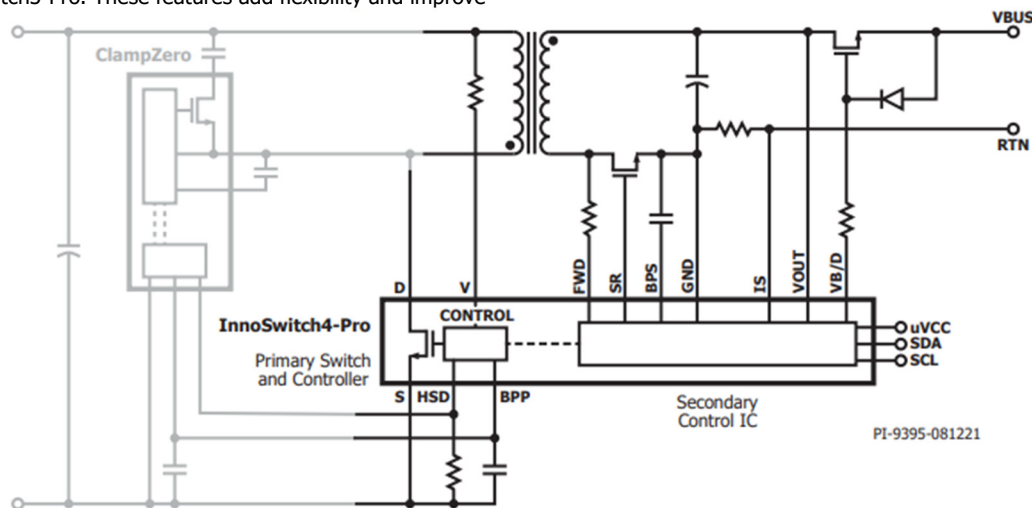 Pro. These features add flexibility and improve
VBUS
ClampZero
RTN
FWD
SR
BPS
GND
IS
VOUT
VB/D
D
V
InnoSwitch4-Pro
CONTROL
uVCC
SDA
SCL
Primary Switch
and Controller
S
HSD
BPP
Secondary
Control IC
PI-9395-081221